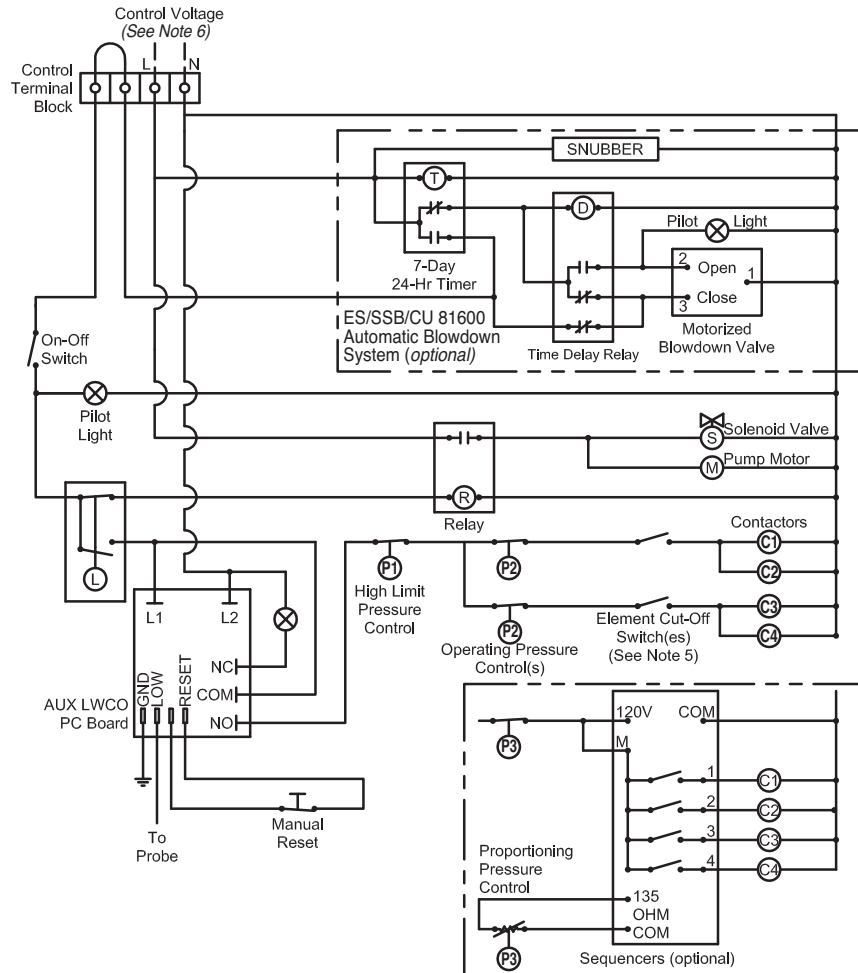 Control Voltage
(See Note 6)
L
N
Control
Terminal
Block
SNUBBER
T
D
Pilot
Light
2
Open
1
3
Close
7-Day
24-Hr Timer
ES/SSB/CU 81600
Automatic Blowdown
System (optional)
Time Delay Relay
Motorized
Blowdown Valve
On-Off
Switch
Pilot
Light
S
Solenoid Valve
M
Pump Motor
R
Relay
Contactors
C1
C2
C3
C4
L
P1
High Limit
Pressure
Control
P2
P2
Operating Pressure
Control(s)
Element Cut-Off
Switch(es)
(See Note 5)
L1
L2
NC
COM
NO
GND
LOW
RESET
AUX LWCO
PC Board
To
Probe
Manual
Reset
P3
120V
COM
M
1
C1
2
C2
3
C3
4
C4
Proportioning
Pressure
Control
135
OHM
COM
P3
Sequencers (optional)